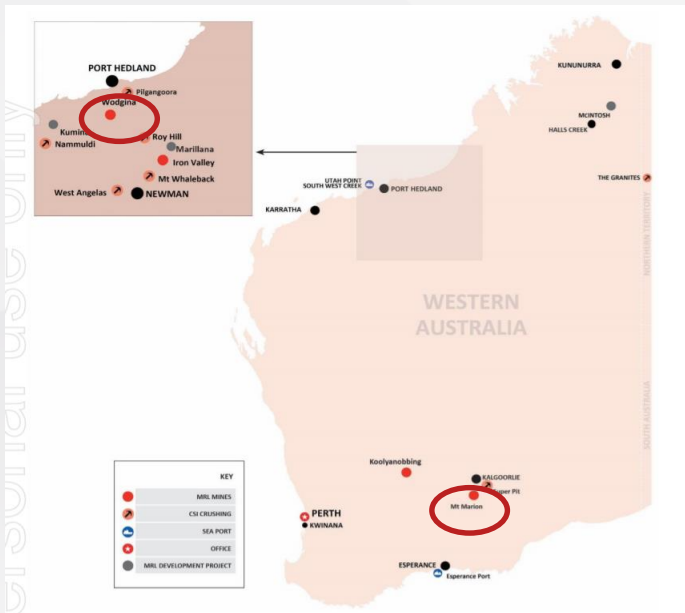 PORT HEDLAND
Pilgangoora
Wodgina
Nammuldi
Roy Hill
Marillana
Iron Valley
Mt Whaleback
West Angelas
NEWMAN
KUNUNURRA
MCINTOSH
HALLS CREEK
THE GRANITES
UTAH POINT
SOUTH WEST CREEK
PORT HEDLAND
KARRATHA
NORTHERN TERRITORY
WESTERN
AUSTRALIA
SOUTH AUSTRALIA
Koolyanobbing
KALGOORLIE
Super Pit
Mt Marion
PERTH
KWINANA
ESPERANCE
Esperance Port
KEY
MRL MINES
CSI CRUSHING
SEA PORT
OFFICE
MRL DEVELOPMENT PROJECT
ersonal use only